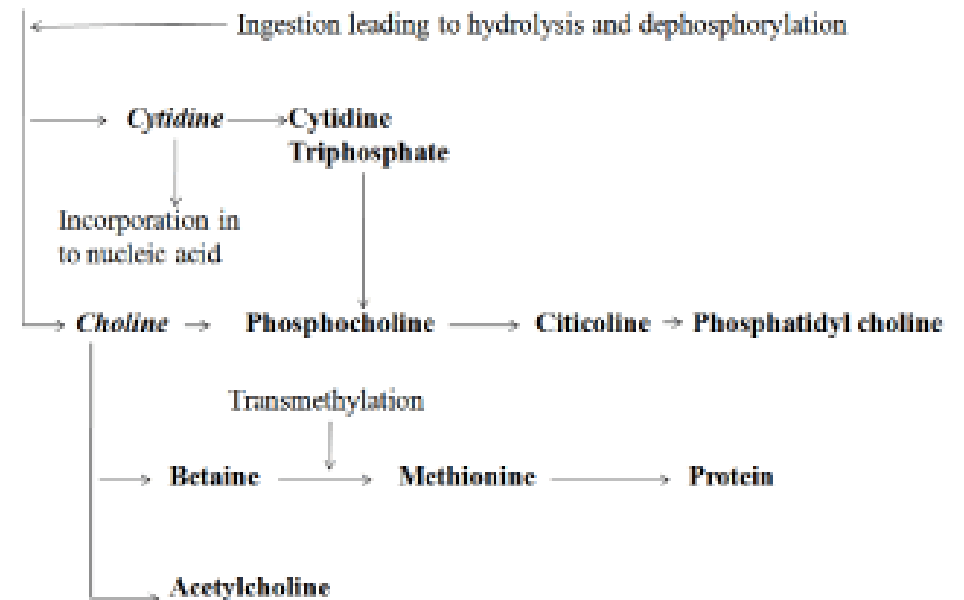 Ingestion leading to hydrolysis and dephosphorylation
Cytidine
Cytidine
Triphosphate
Incorporation in
to nucleic acid
Choline
Phosphocholine
Citicoline
Phosphatidyl choline
Transmethylation
Betaine
Methionine
Protein
Acetylcholine